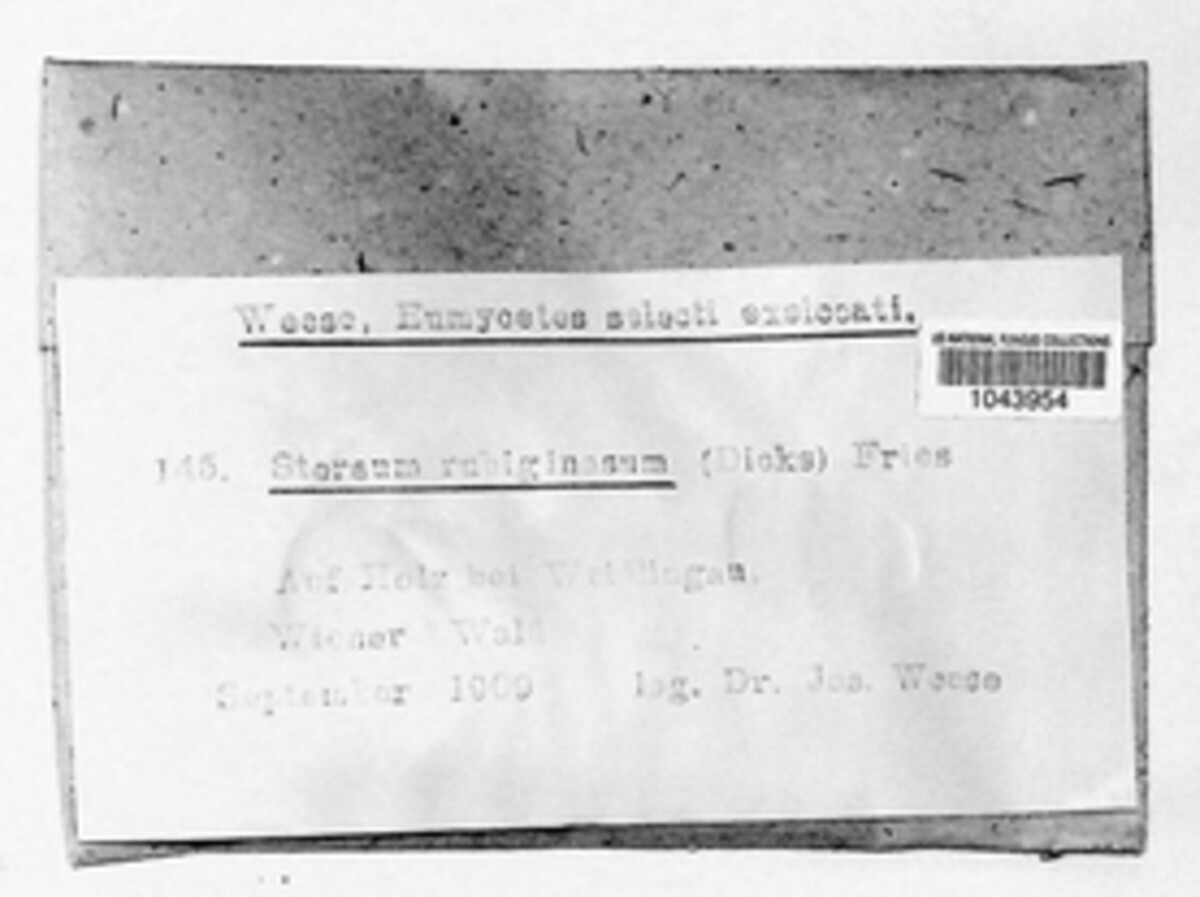 Weese, Eumycetes selecti exsiccati.
US NATIONAL FUNGUS COLLECTIONS
1043954
145. Stereum rubiginosum (Dicks) Fries
Auf Holz bei Weidlingau.
Wiener Wald
September 1909 leg. Dr. Jos. Weese